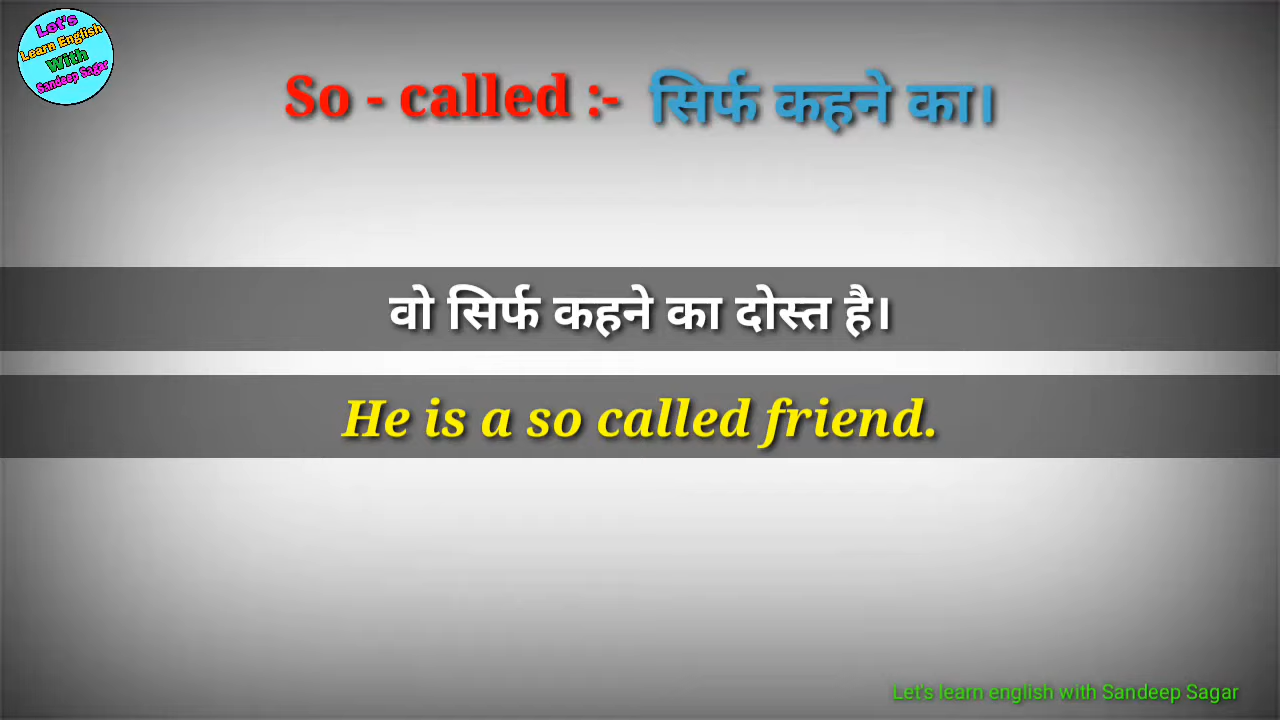 Let's
Learn English
With
Sandeep Sagar
So - called :- सिर्फ कहने का।
वो सिर्फ कहने का दोस्त है।
He is a so called friend.
Let's learn english with Sandeep Sagar